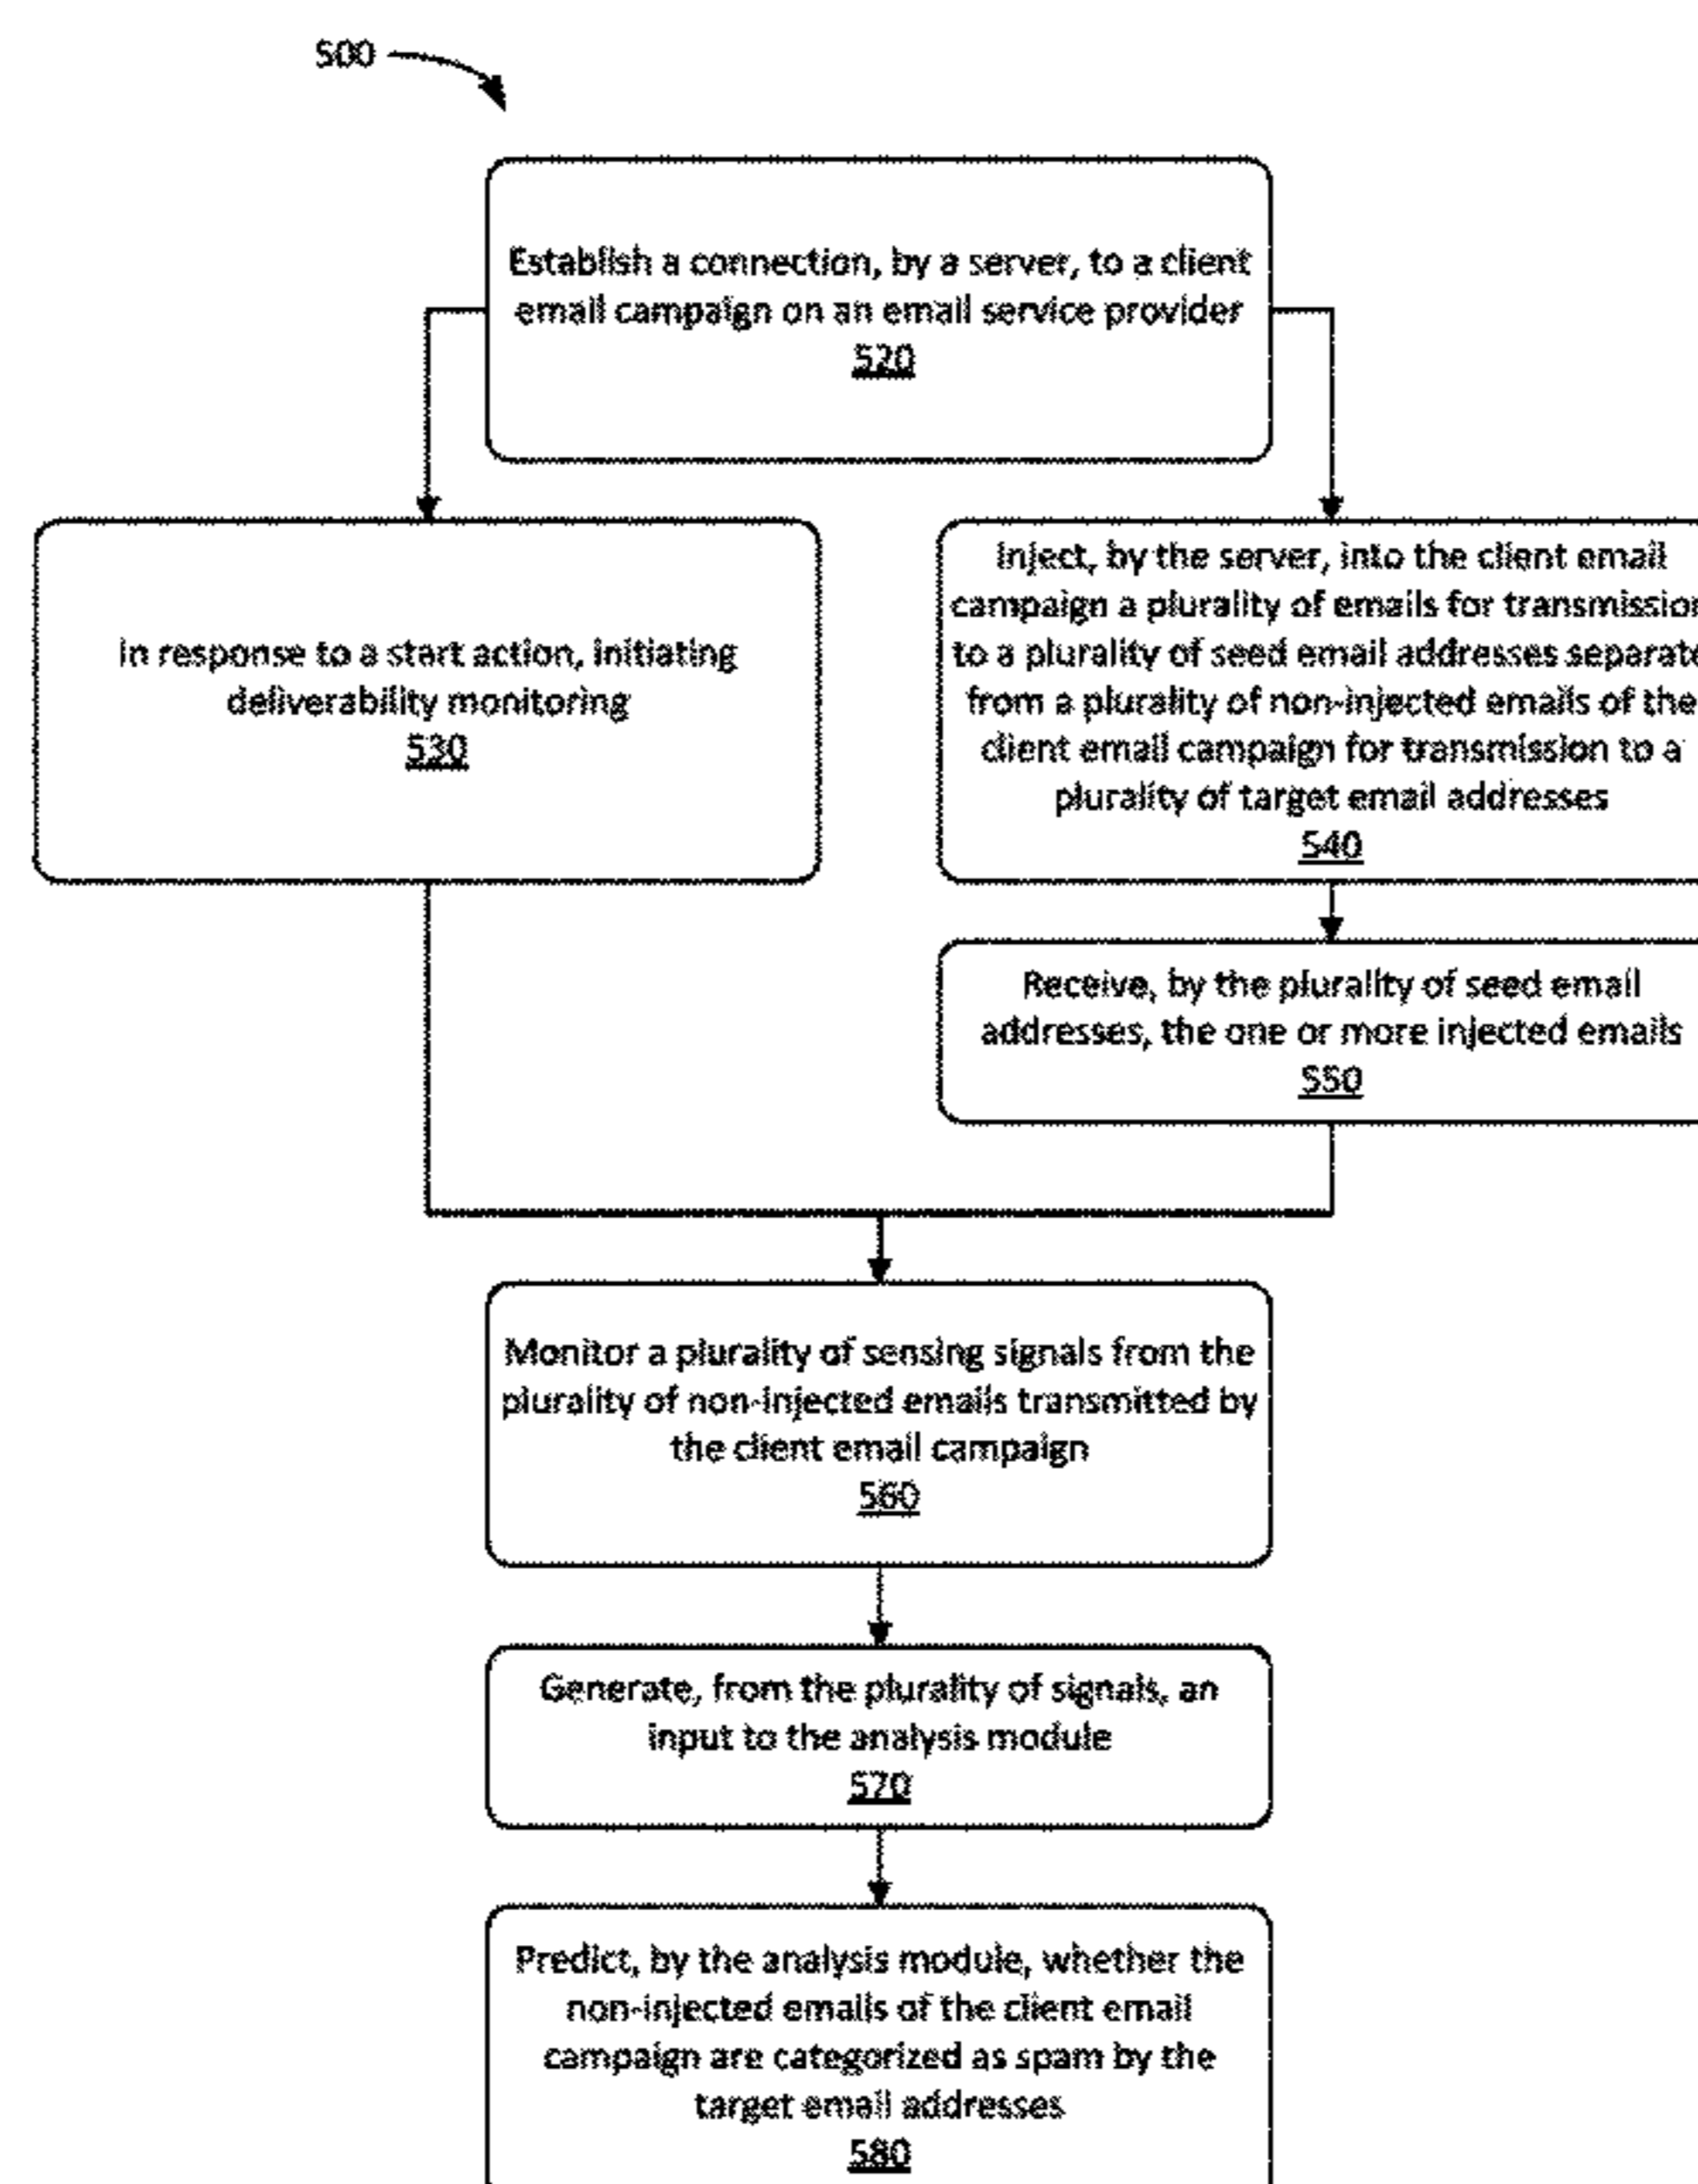 500
Establish a connection, by a server, to a client
email campaign on an email service provider
520
in response to a start action, initiating
deliverability monitoring
530
Inject, by the server, into the client email
campaign a plurality of emails for transmission
to a plurality of seed email addresses separate
from a plurality of non-injected emails of the
client email campaign for transmission to a
plurality of target email addresses
540
Receive, by the plurality of seed email
addresses, the one or more injected emails
550
Monitor a plurality of sensing signals from the
plurality of non-injected emails transmitted by
the client email campaign
560
Generate, from the plurality of signals, an
input to the analysis module
570
Predict, by the analysis module, whether the
non-injected emails of the client email
campaign are categorized as spam by the
target email addresses
580